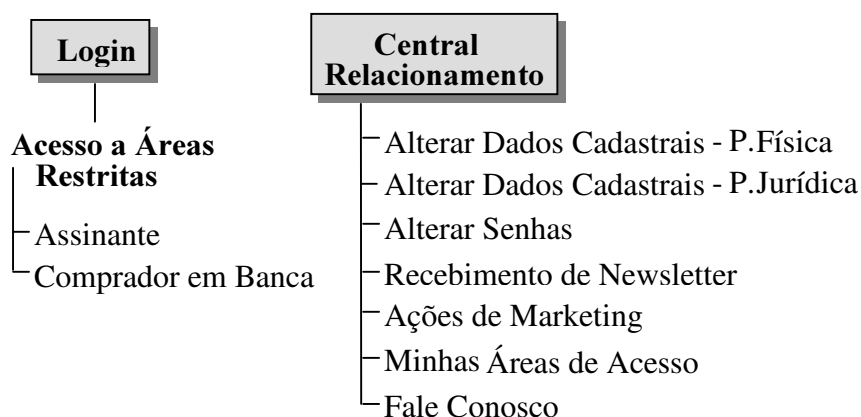 Login
Acesso a Áreas
Restritas
Assinante
Comprador em Banca
Central
Relacionamento
Alterar Dados Cadastrais - P.Física
Alterar Dados Cadastrais - P.Jurídica
Alterar Senhas
Recebimento de Newsletter
Ações de Marketing
Minhas Áreas de Acesso
Fale Conosco